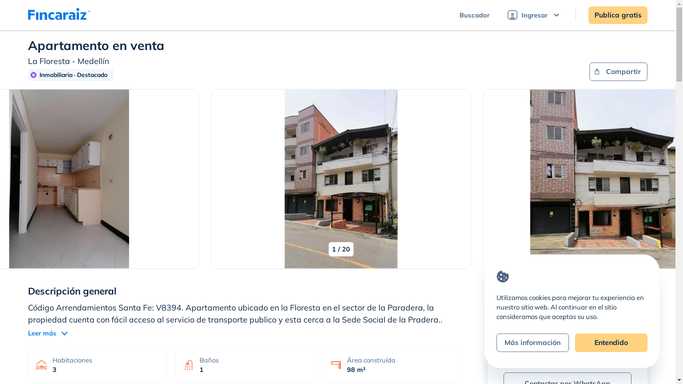 Fincaraiz
Buscador
Ingresar
Publica gratis
Apartamento en venta
La Floresta - Medellín
Inmobiliaria · Destacado
Compartir
1 / 20
Descripción general
Código Arrendamientos Santa Fe: V8394. Apartamento ubicado en la Floresta en el sector de la Paradera, la
propiedad cuenta con fácil acceso al servicio de transporte publico y esta cerca a la Sede Social de la Pradera..
Leer más
Habitaciones
3
Baños
1
Área construída
98 m²
Utilizamos cookies para mejorar tu experiencia en
nuestro sitio web. Al continuar en el sitio
consideramos que aceptas su uso.
Más información
Entendido
Contactar por WhatsApp